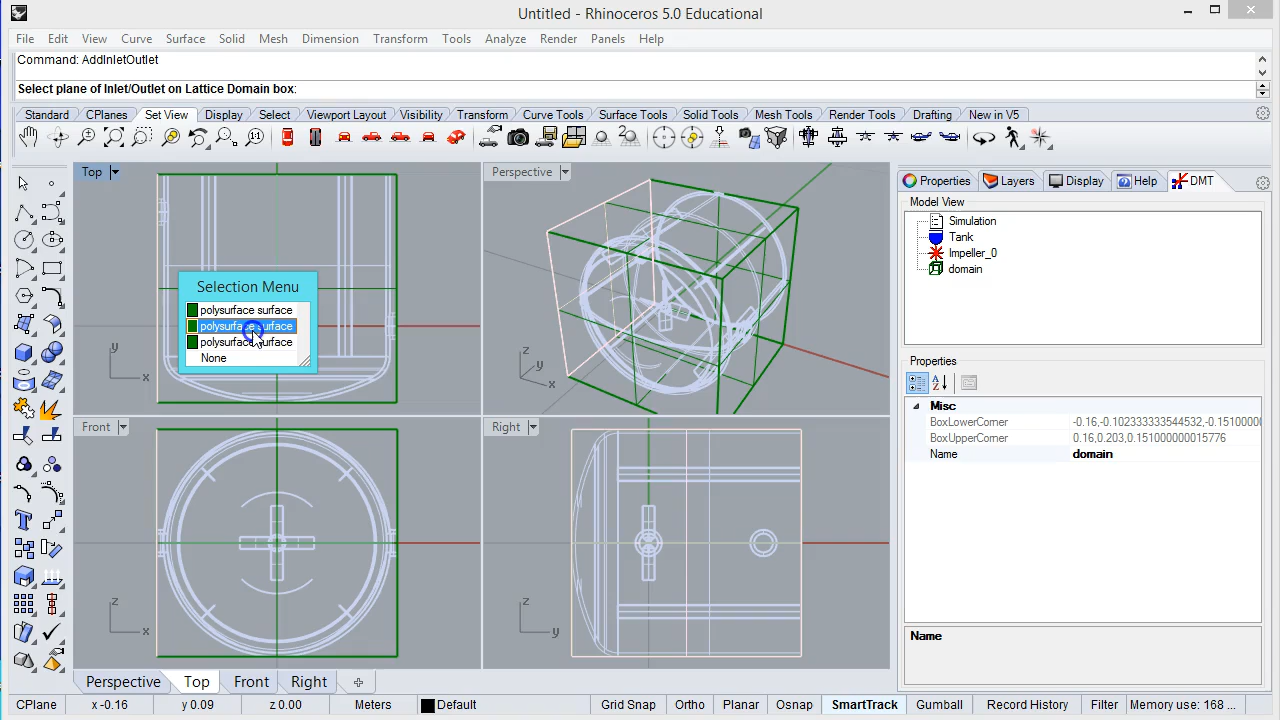 Untitled - Rhinoceros 5.0 Educational
File Edit View Curve Surface Solid Mesh Dimension Transform Tools Analyze Render Panels Help
Command: AddInletOutlet
Select plane of Inlet/Outlet on Lattice Domain box:
Standard CPlanes Set View Display Select Viewport Layout Visibility Transform Curve Tools Surface Tools Solid Tools Mesh Tools Render Tools Drafting New in V5
Top
Perspective
Properties Layers Display Help DMT
Model View
Simulation
Tank
Impeller_0
domain
Selection Menu
polysurface surface
polysurface surface
polysurface surface
None
y
x
z
y
x
Properties
Misc
BoxLowerCorner -0.16,-0.102333333544532,-0.15100000
BoxUpperCorner 0.16,0.203,0.151000000015776
Name domain
Front
Right
z
x
z
y
Name
Perspective Top Front Right
CPlane x -0.16 y 0.09 z 0.00 Meters Default Grid Snap Ortho Planar Osnap SmartTrack Gumball Record History Filter Memory use: 168 ...